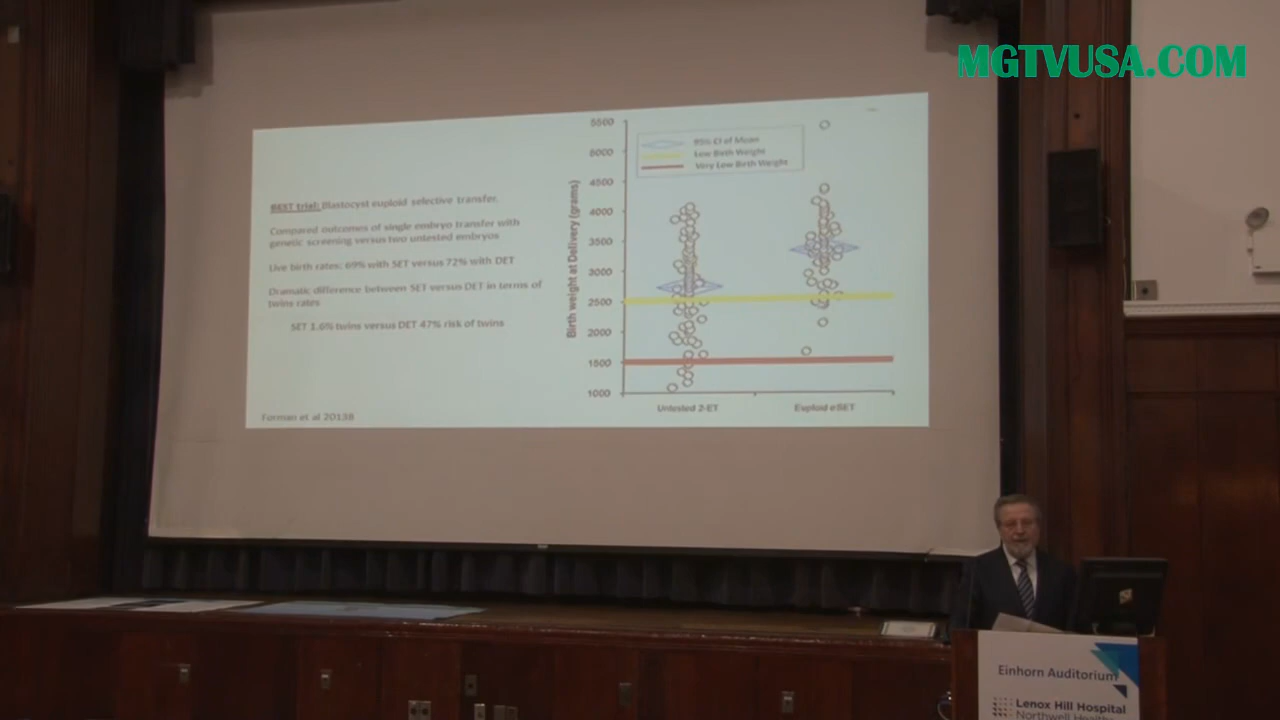 MGTVUSA.COM
BEST trial: Blastocyst euploid selective transfer.
Compared outcomes of single embryo transfer with
genetic screening versus two untested embryos
Live birth rates: 69% with SET versus 72% with DET
Dramatic difference between SET versus DET in terms of
twins rates
SET 1.6% twins versus DET 47% risk of twins
Forman et al 2013B
95% CI of Mean
Low Birth Weight
Very Low Birth Weight
Birth weight at Delivery (grams)
5500
5000
4500
4000
3500
3000
2500
2000
1500
1000
Untested 2-ET
Euploid eSET
Einhorn Auditorium
Lenox Hill Hospital
Northwell Health